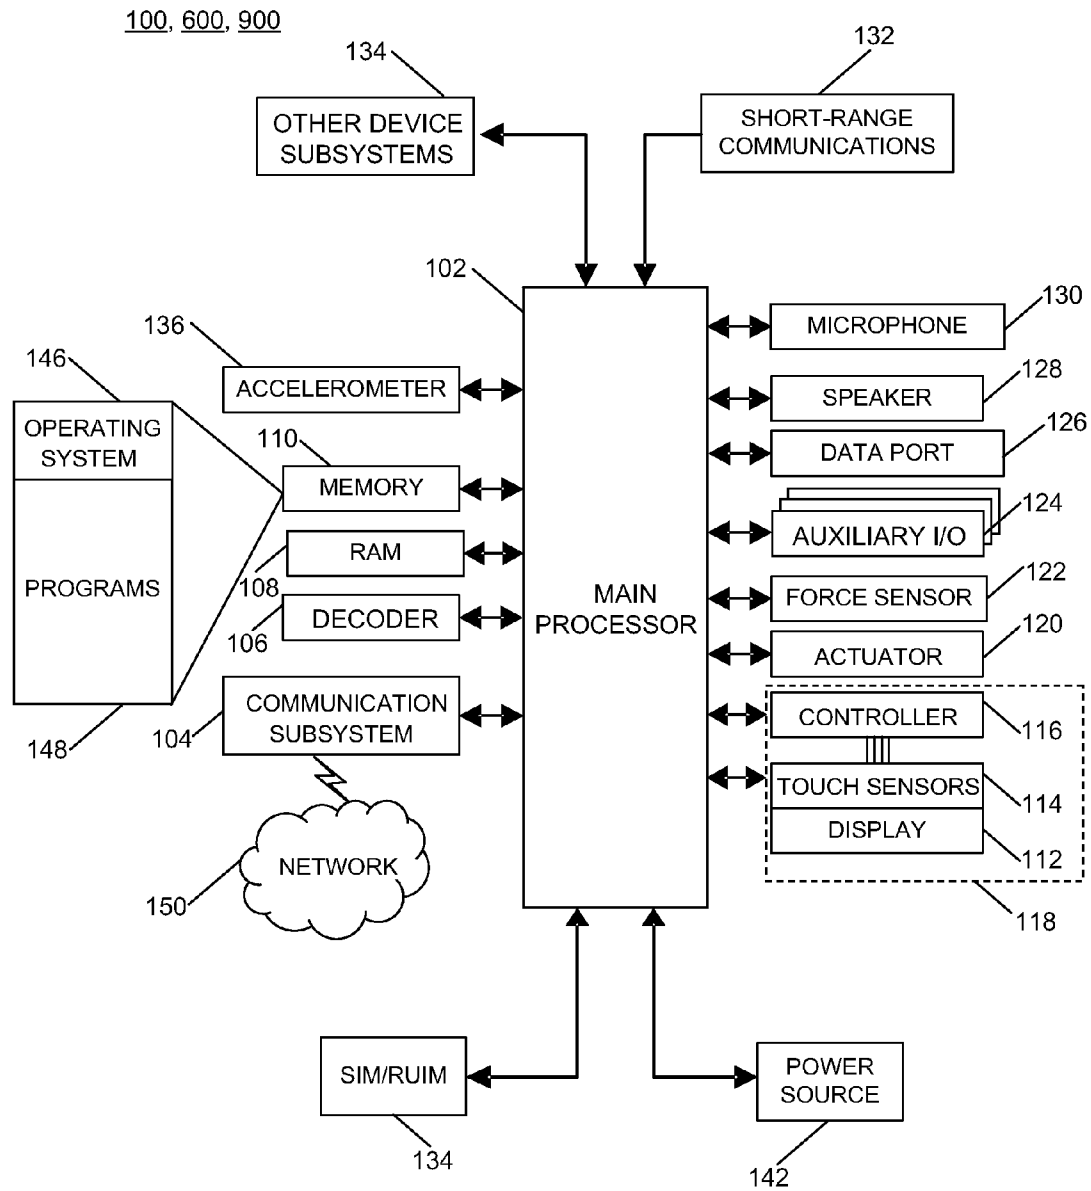 100, 600, 900
134
132
OTHER DEVICE
SUBSYSTEMS
SHORT-RANGE
COMMUNICATIONS
102
136
146
ACCELEROMETER
OPERATING
SYSTEM
110
MEMORY
RAM
108
PROGRAMS
DECODER
106
COMMUNICATION
SUBSYSTEM
104
148
NETWORK
150
MAIN
PROCESSOR
MICROPHONE
130
SPEAKER
128
DATA PORT
126
AUXILIARY I/O
124
FORCE SENSOR
122
ACTUATOR
120
CONTROLLER
116
TOUCH SENSORS
114
DISPLAY
112
118
SIM/RUIM
134
POWER
SOURCE
142